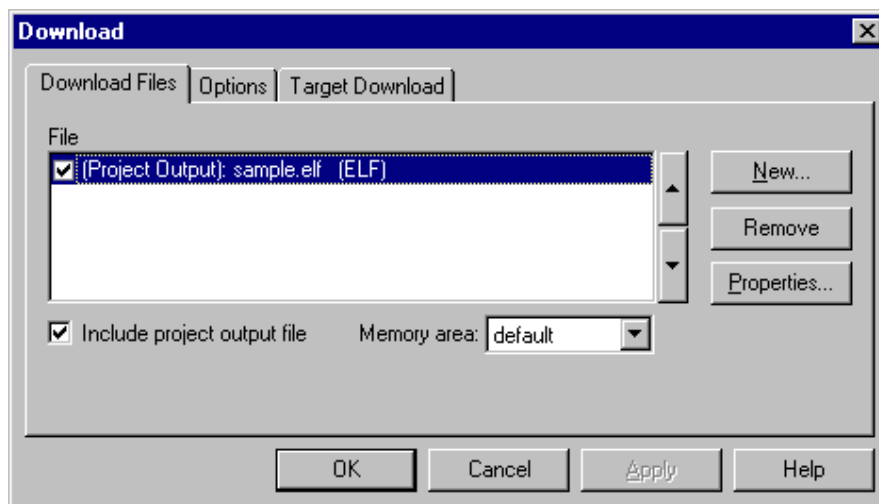 Download
Download Files Options Target Download
File
(Project Output): sample.elf (ELF)
New...
Remove
Properties...
Include project output file Memory area: default
OK Cancel Apply Help